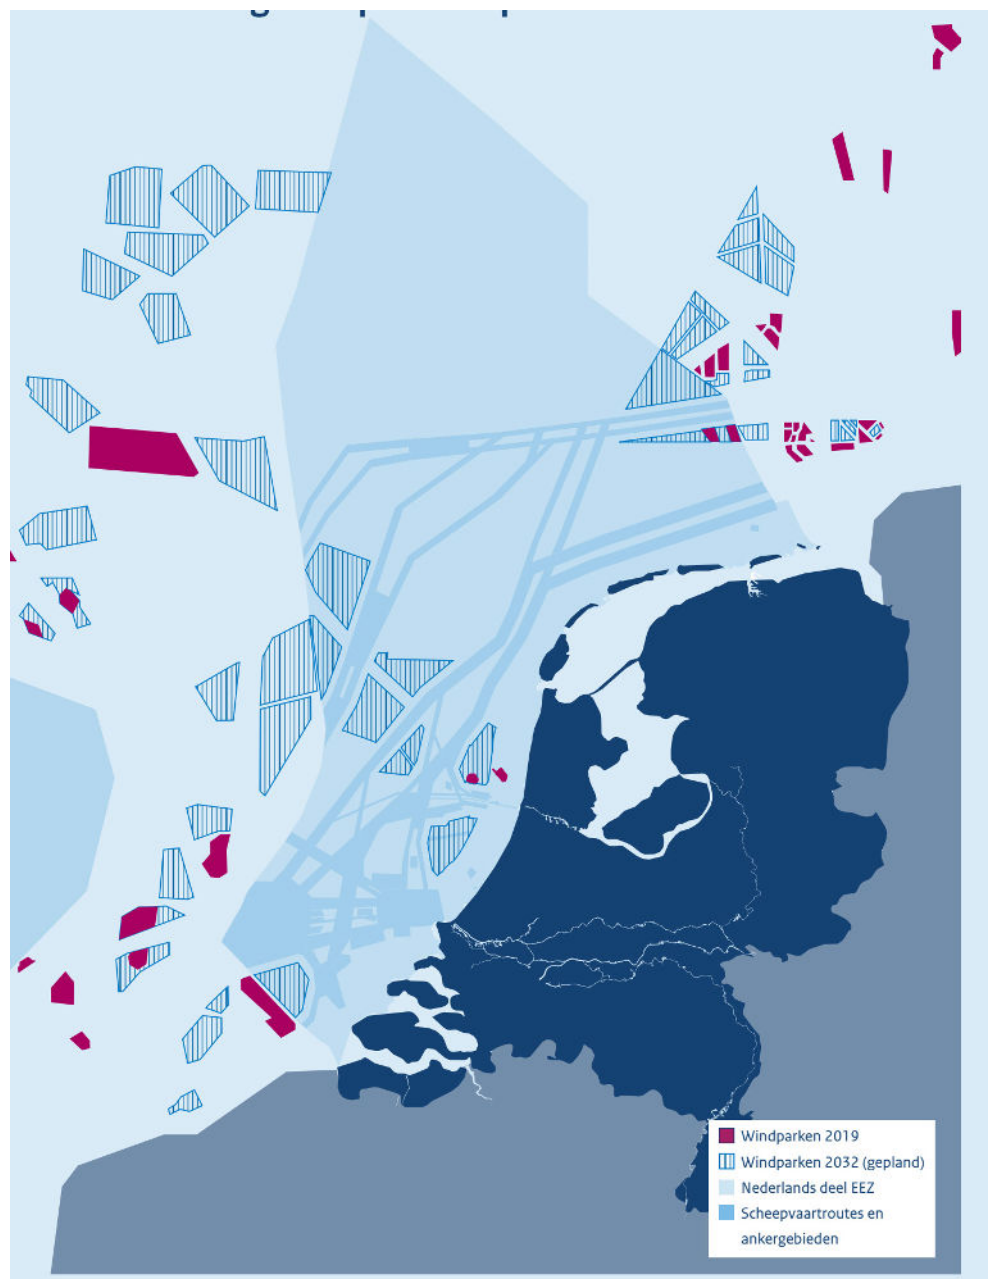 Windparken 2019
Windparken 2032 (gepland)
Nederlands deel EEZ
Scheepvaartroutes en
ankergebieden